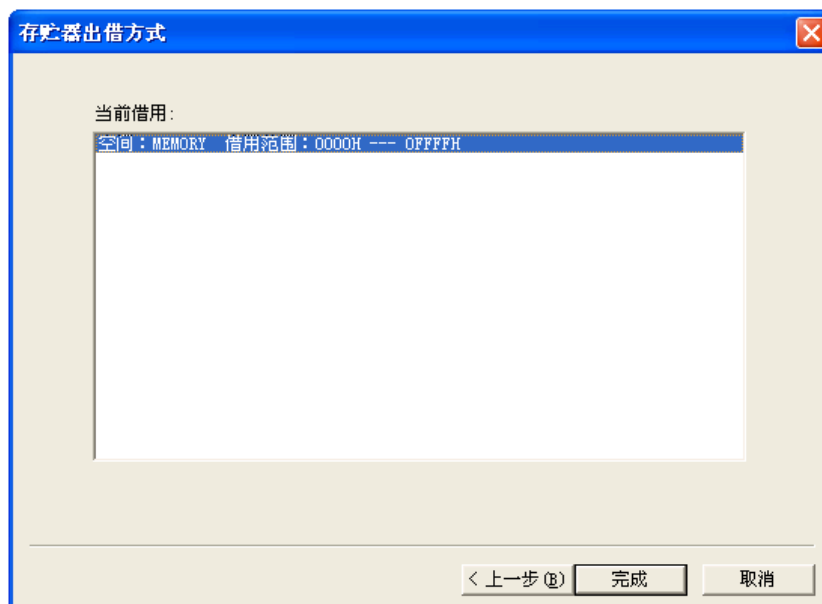 存贮器出借方式
当前借用:
空间：MEMORY 借用范围：0000H --- 0FFFFH
< 上一步(B) 完成 取消